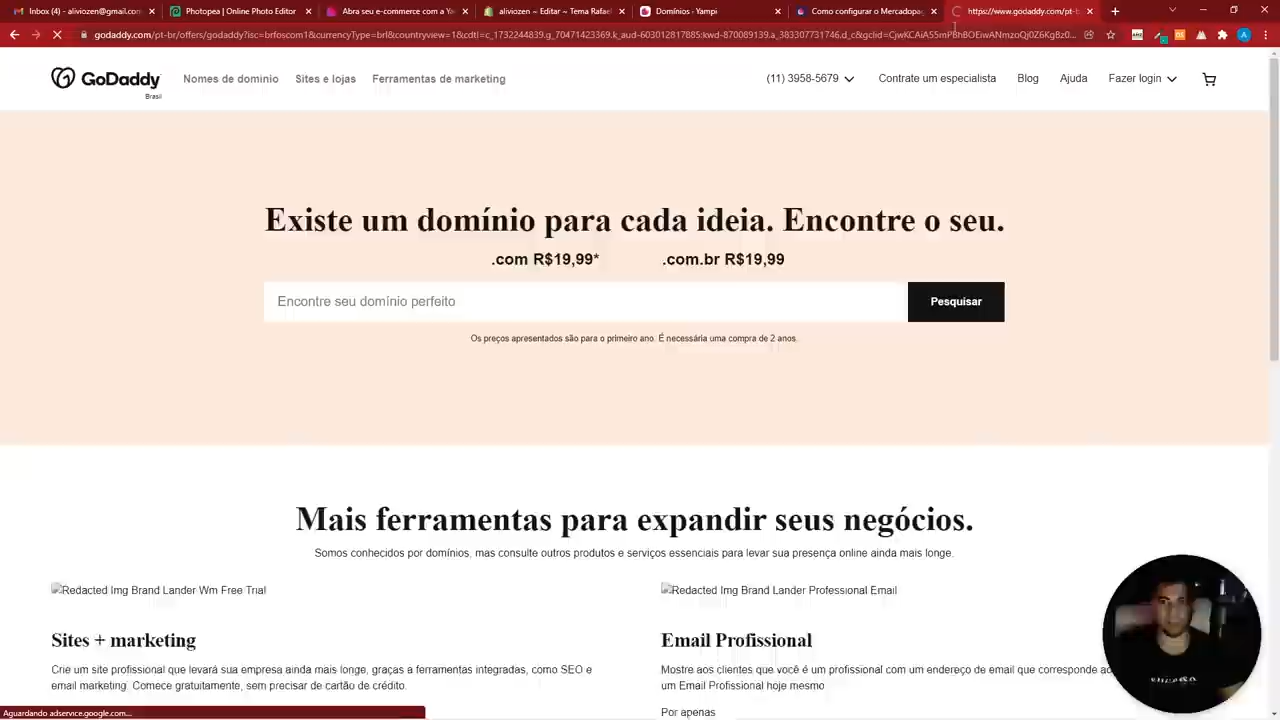 Inbox (4) - aliviozen@gmail.com
Photopea | Online Photo Editor
Abra seu e-commerce com a Ya
aliviozen ~ Editar ~ Tema Rafael
Domínios - Yampi
Como configurar o Mercadopag
https://www.godaddy.com/pt-b
GoDaddy
Brasil
Nomes de domínio
Sites e lojas
Ferramentas de marketing
(11) 3958-5679
Contrate um especialista
Blog
Ajuda
Fazer login
Existe um domínio para cada ideia. Encontre o seu.
.com R$19,99*
.com.br R$19,99
Encontre seu domínio perfeito
Pesquisar
Os preços apresentados são para o primeiro ano. É necessária uma compra de 2 anos.
Mais ferramentas para expandir seus negócios.
Somos conhecidos por domínios, mas consulte outros produtos e serviços essenciais para levar sua presença online ainda mais longe.
Redacted Img Brand Lander Wm Free Trial
Redacted Img Brand Lander Professional Email
Sites + marketing
Email Profissional
Crie um site profissional que levará sua empresa ainda mais longe, graças a ferramentas integradas, como SEO e
email marketing. Comece gratuitamente, sem precisar de cartão de crédito.
Mostre aos clientes que você é um profissional com um endereço de email que corresponde ao
um Email Profissional hoje mesmo
Por apenas
Aguardando adservice.google.com...